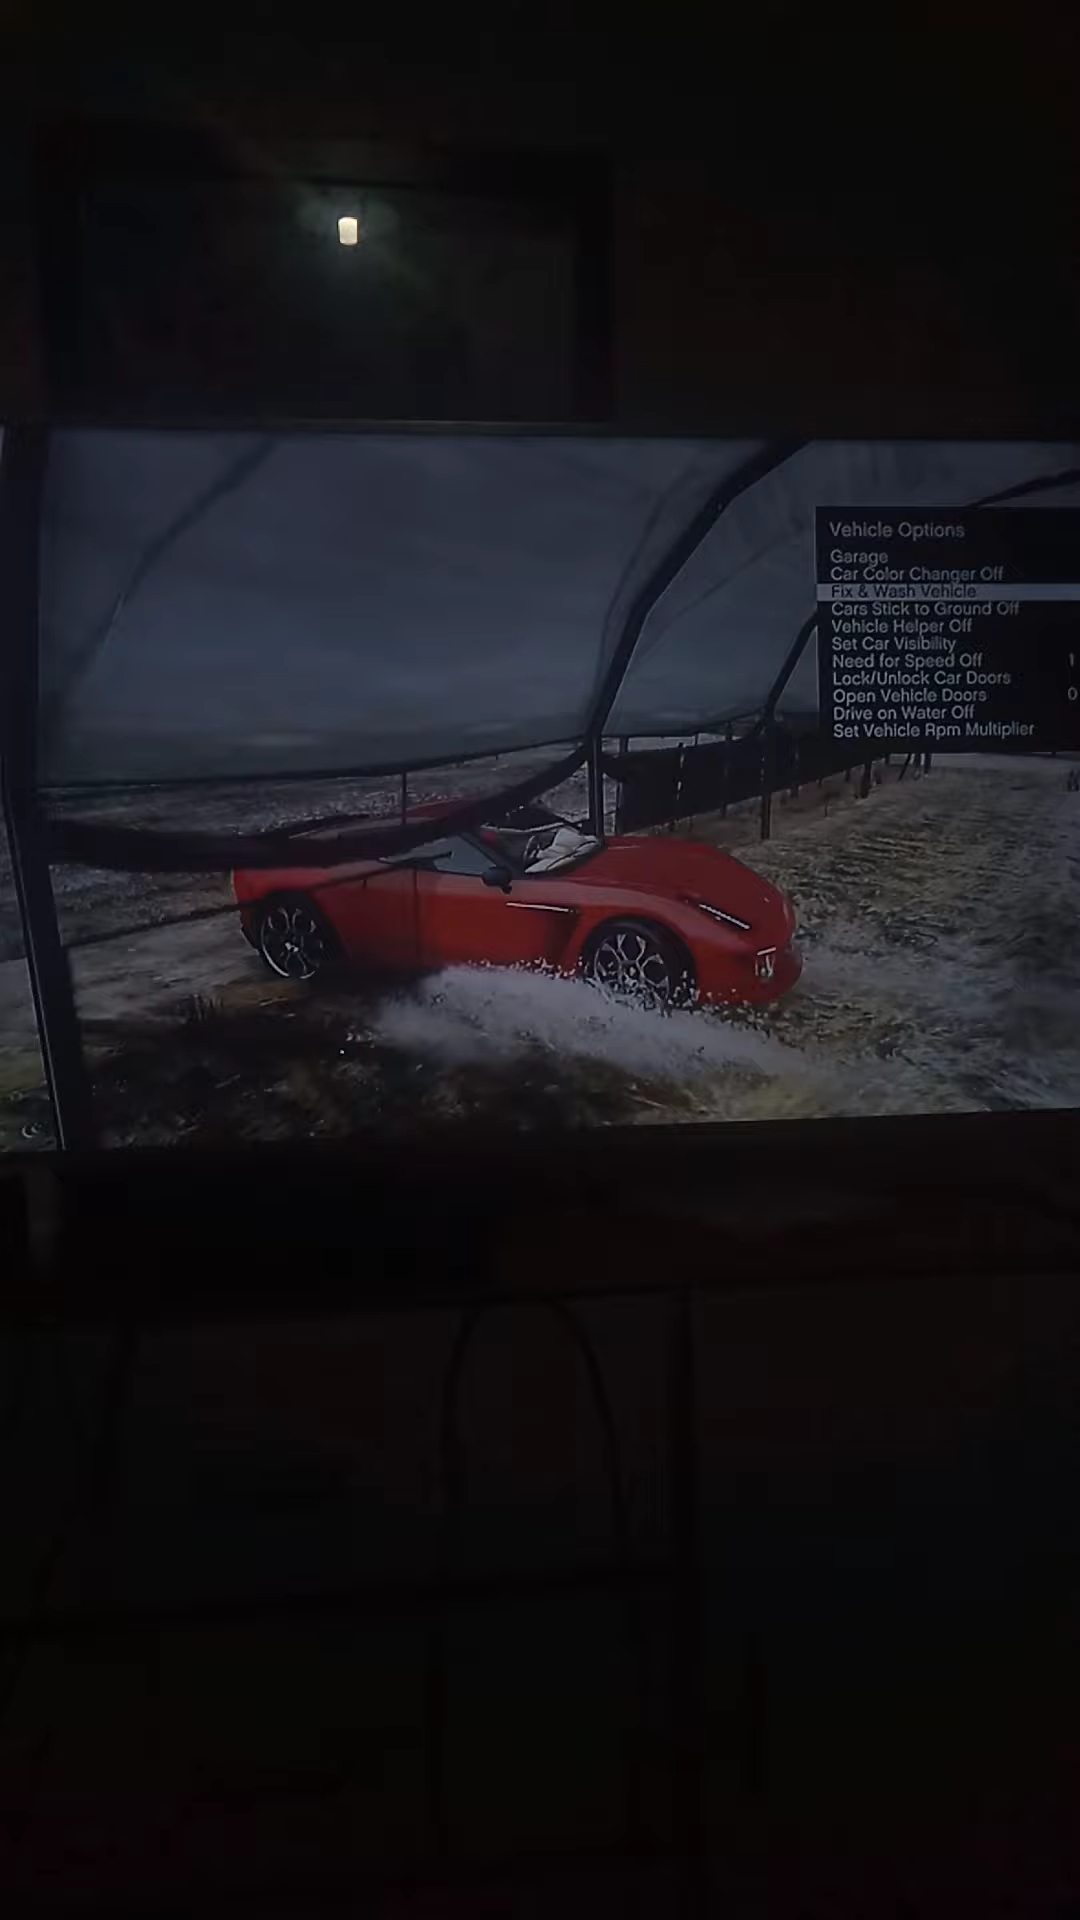 Vehicle Options
Garage
Car Color Changer Off
Fix & Wash Vehicle
Cars Stick to Ground Off
Vehicle Helper Off
Set Car Visibility
Need for Speed Off 1
Lock/Unlock Car Doors
Open Vehicle Doors 0
Drive on Water Off
Set Vehicle Rpm Multiplier